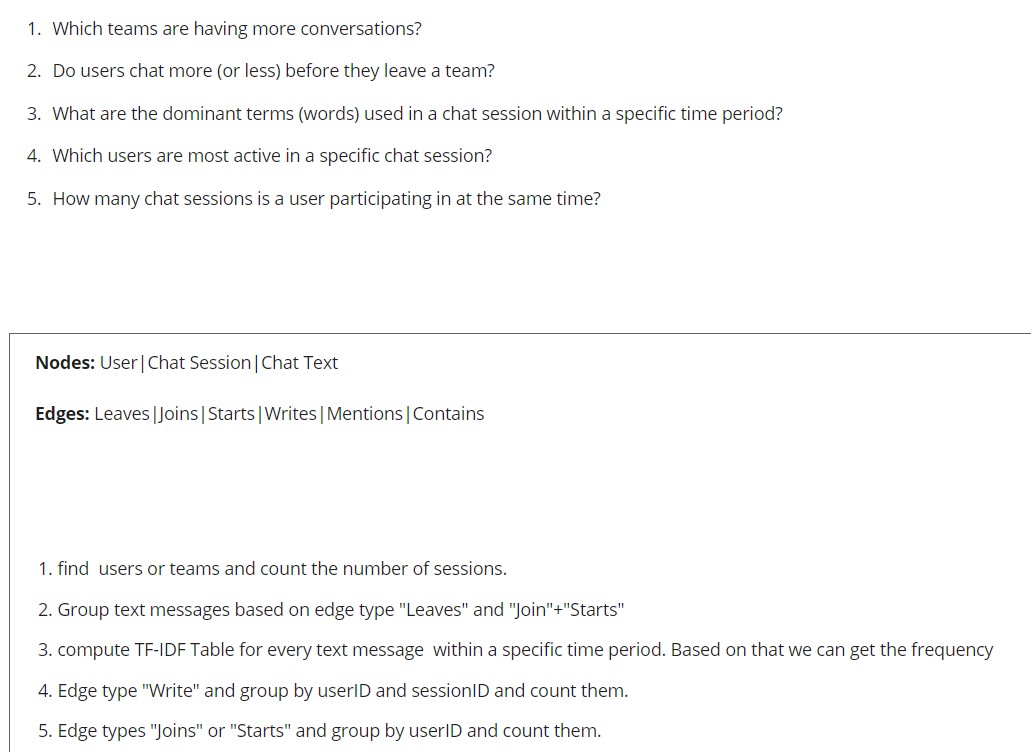 1. Which teams are having more conversations?
2. Do users chat more (or less) before they leave a team?
3. What are the dominant terms (words) used in a chat session within a specific time period?
4. Which users are most active in a specific chat session?
5. How many chat sessions is a user participating in at the same time?
Nodes: User|Chat Session|Chat Text
Edges: Leaves|Joins|Starts|Writes|Mentions|Contains
1. find  users or teams and count the number of sessions.
2. Group text messages based on edge type "Leaves" and "Join"+"Starts"
3. compute TF-IDF Table for every text message  within a specific time period. Based on that we can get the frequency
4. Edge type "Write" and group by userID and sessionID and count them.
5. Edge types "Joins" or "Starts" and group by userID and count them.